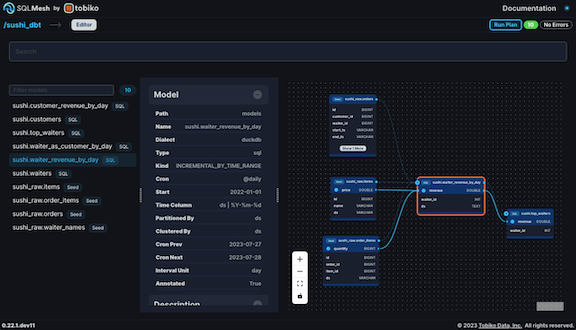 SQLMesh by tobiko
Documentation
/sushi_dbt
Editor
Run Plan
10
No Errors
Search
Filter models
10
sushi.customer_revenue_by_day SQL
sushi.customers SQL
sushi.top_waiters SQL
sushi.waiter_as_customer_by_day SQL
sushi.waiter_revenue_by_day SQL
sushi.waiters SQL
sushi_raw.items Seed
sushi_raw.order_items Seed
sushi_raw.orders Seed
sushi_raw.waiter_names Seed
Model
Path models
Name sushi.waiter_revenue_by_day
Dialect duckdb
Type sql
Kind INCREMENTAL_BY_TIME_RANGE
Cron @daily
Start 2022-01-01
Time Column ds | %Y-%m-%d
Partitioned By ds
Clustered By ds
Cron Prev 2023-07-27
Cron Next 2023-07-28
Interval Unit day
Annotated True
Description
Seed sushi_raw.orders
id BIGINT
customer_id BIGINT
waiter_id BIGINT
start_ts VARCHAR
end_ts VARCHAR
Show 1 More
Seed sushi_raw.items
price DOUBLE
id BIGINT
name VARCHAR
ds VARCHAR
Seed sushi_raw.order_items
quantity BIGINT
id BIGINT
order_id BIGINT
item_id BIGINT
ds VARCHAR
SQL sushi.waiter_revenue_by_day
revenue DOUBLE
waiter_id INT
ds TEXT
SQL sushi.top_waiters
revenue DOUBLE
waiter_id INT
0.22.1.dev11
© 2023 Tobiko Data, Inc. All rights reserved.